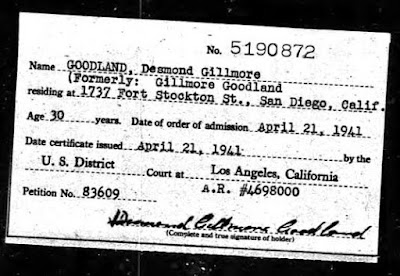 No. 5190872
Name GOODLAND, Desmond Gillmore
(Formerly: Gillmore Goodland
residing at 1737 Fort Stockton St., San Diego, Calif.
Age 30 years. Date of order of admission April 21, 1941
Date certificate issued April 21, 1941 by the
U. S. District Court at Los Angeles, California
Petition No. 83609 A.R. #4698000
Desmond Gillmore Goodland
(Complete and true signature of holder)